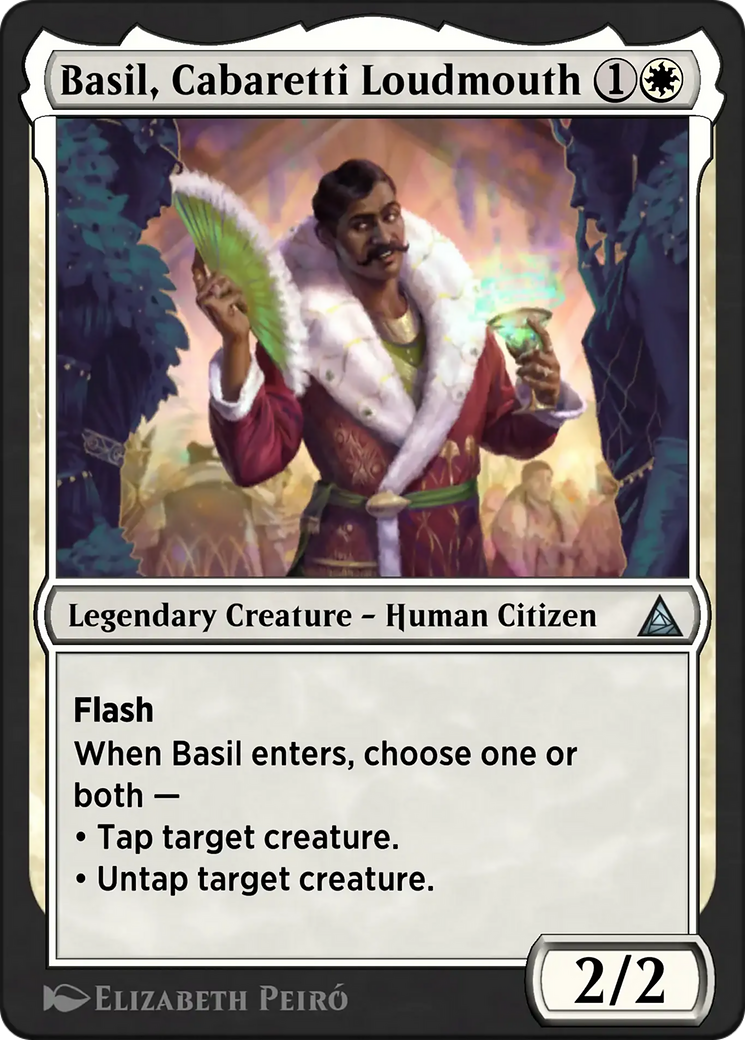 Basil, Cabaretti Loudmouth 1
Legendary Creature – Human Citizen
Flash
When Basil enters, choose one or
both —
• Tap target creature.
• Untap target creature.
2/2
Elizabeth Peiró